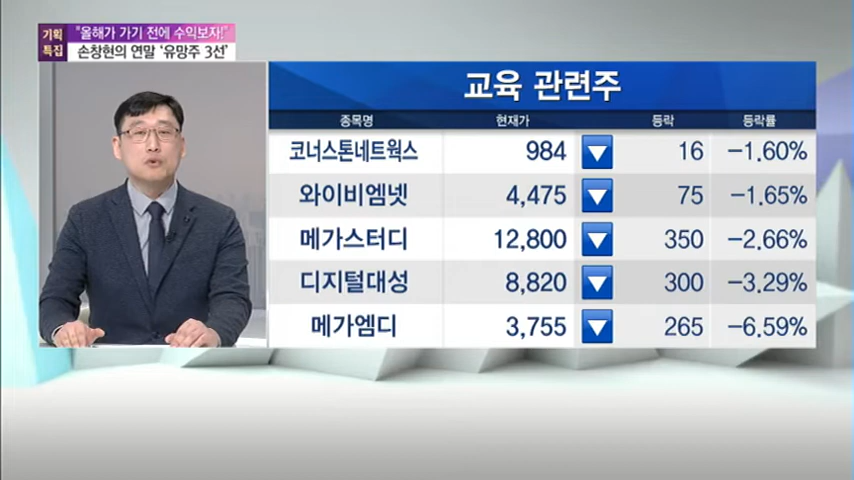 기획
특집
"올해가 가기 전에 수익보자!"
손창현의 연말 '유망주 3선'
교육 관련주
종목명 현재가 등락 등락률
코너스톤네트웍스 984 ▼ 16 -1.60%
와이비엠넷 4,475 ▼ 75 -1.65%
메가스터디 12,800 ▼ 350 -2.66%
디지털대성 8,820 ▼ 300 -3.29%
메가엠디 3,755 ▼ 265 -6.59%